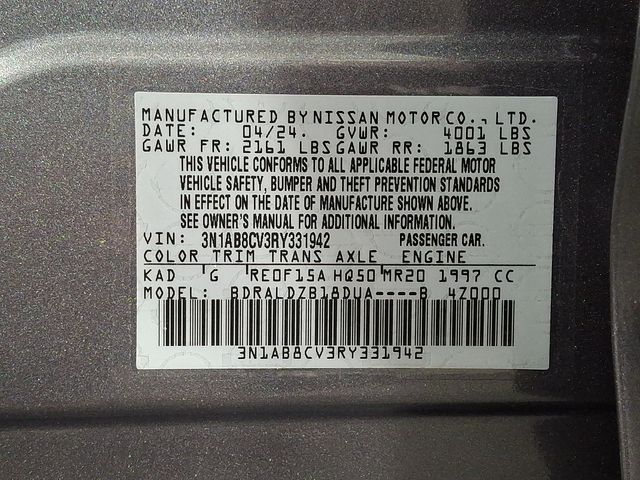 MANUFACTURED BY NISSAN MOTOR CO., LTD.
DATE: 04/24. GVWR: 4001 LBS
GAWR FR: 2161 LBS GAWR RR: 1863 LBS
THIS VEHICLE CONFORMS TO ALL APPLICABLE FEDERAL MOTOR
VEHICLE SAFETY, BUMPER AND THEFT PREVENTION STANDARDS
IN EFFECT ON THE DATE OF MANUFACTURE SHOWN ABOVE.
SEE OWNER'S MANUAL FOR ADDITIONAL INFORMATION.
VIN: 3N1AB8CV3RY331942 PASSENGER CAR.
COLOR TRIM TRANS AXLE ENGINE
KAD G RE0F15A HQ50 MR20 1997 CC
MODEL: BDRALDZB18DUA----B 4Z000
3N1AB8CV3RY331942